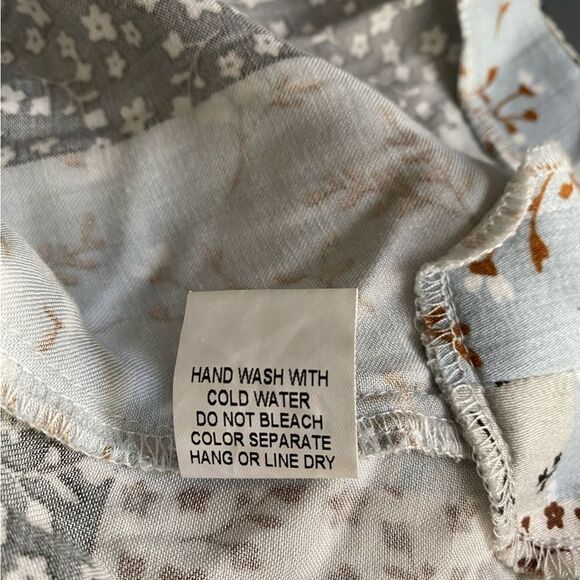 HAND WASH WITH
COLD WATER
DO NOT BLEACH
COLOR SEPARATE
HANG OR LINE DRY